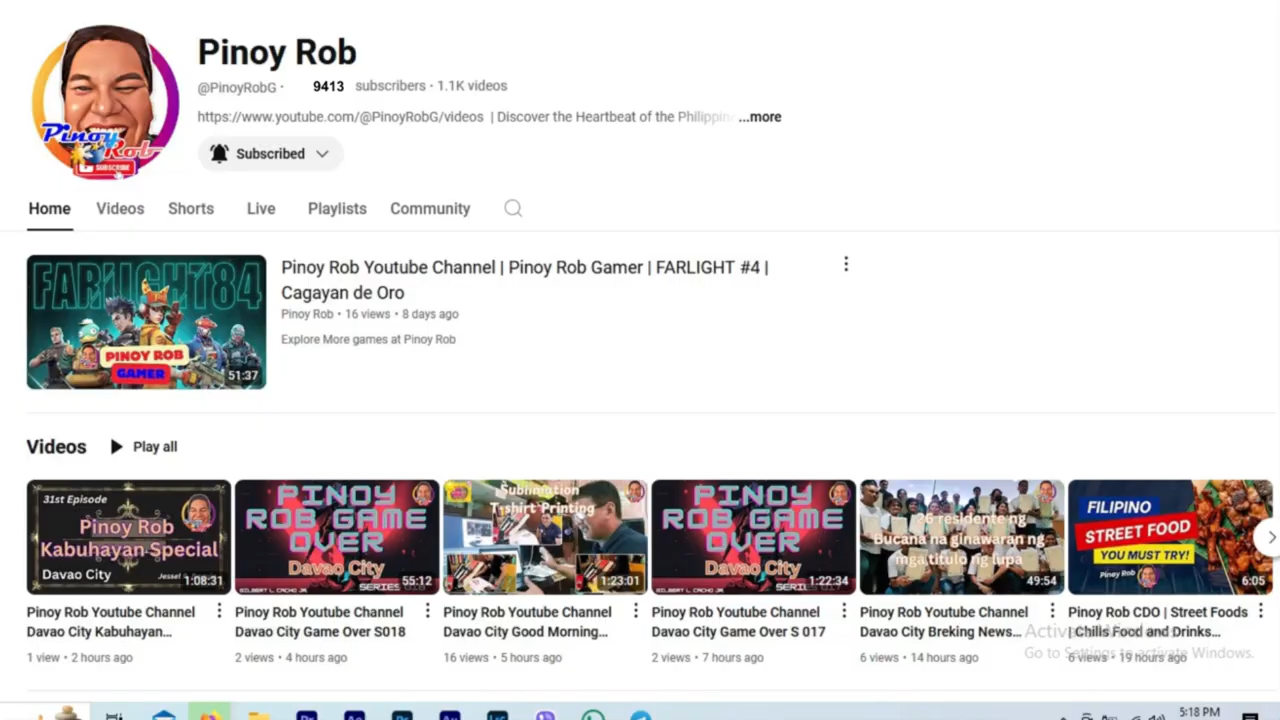 Pinoy Rob
@PinoyRobG · 9413 subscribers · 1.1K videos
https://www.youtube.com/@PinoyRobG/videos | Discover the Heartbeat of the Philippin ...more
Pinoy
Rob
SUBSCRIBE
Subscribed
Home Videos Shorts Live Playlists Community
FARLIGHT84
PINOY ROB
GAMER
51:37
Pinoy Rob Youtube Channel | Pinoy Rob Gamer | FARLIGHT #4 |
Cagayan de Oro
Pinoy Rob • 16 views • 8 days ago
Explore More games at Pinoy Rob
Videos Play all
31st Episode
Pinoy Rob
Kabuhayan Special
Davao City
1:08:31
Pinoy Rob Youtube Channel
Davao City Kabuhayan...
1 view • 2 hours ago
PINOY
ROB GAME
OVER
Davao City
55:12
Pinoy Rob Youtube Channel
Davao City Game Over S018
2 views • 4 hours ago
Sublimation
T-shirt Printing
1:23:01
Pinoy Rob Youtube Channel
Davao City Good Morning...
16 views • 5 hours ago
PINOY
ROB GAME
OVER
Davao City
SILBERT L. CACHO JR.
1:22:34
Pinoy Rob Youtube Channel
Davao City Game Over S 017
2 views • 7 hours ago
26 residente ng
Bucana na ginawaran ng
mga titulo ng lupa
49:54
Pinoy Rob Youtube Channel
Davao City Breking News...
6 views • 14 hours ago
FILIPINO
STREET FOOD
YOU MUST TRY!
Pinoy Rob
6:05
Pinoy Rob CDO | Street Foods
| Chills Food and Drinks...
6 views • 19 hours ago
Activate Windows
Go to Settings to activate Windows.
5:18 PM